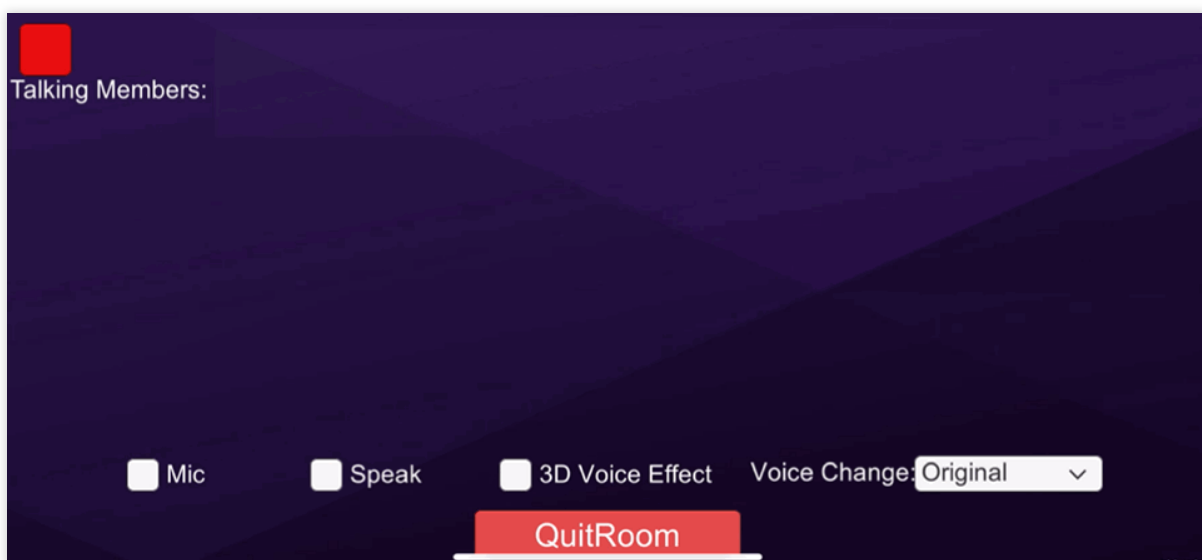 Talking Members:
Mic Speak 3D Voice Effect Voice Change: Original
QuitRoom